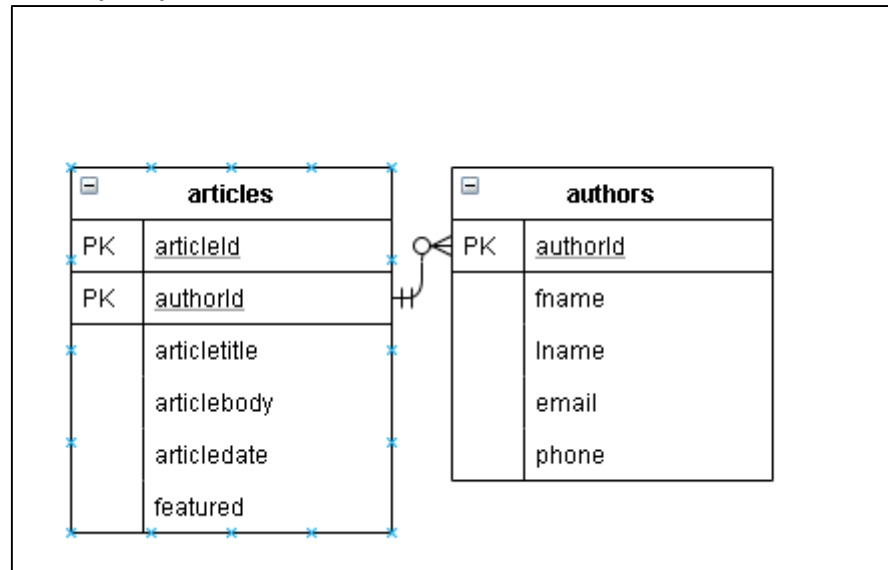 articles
PK articleId
PK authorId
articletitle
articlebody
articledate
featured
authors
PK authorId
fname
lname
email
phone